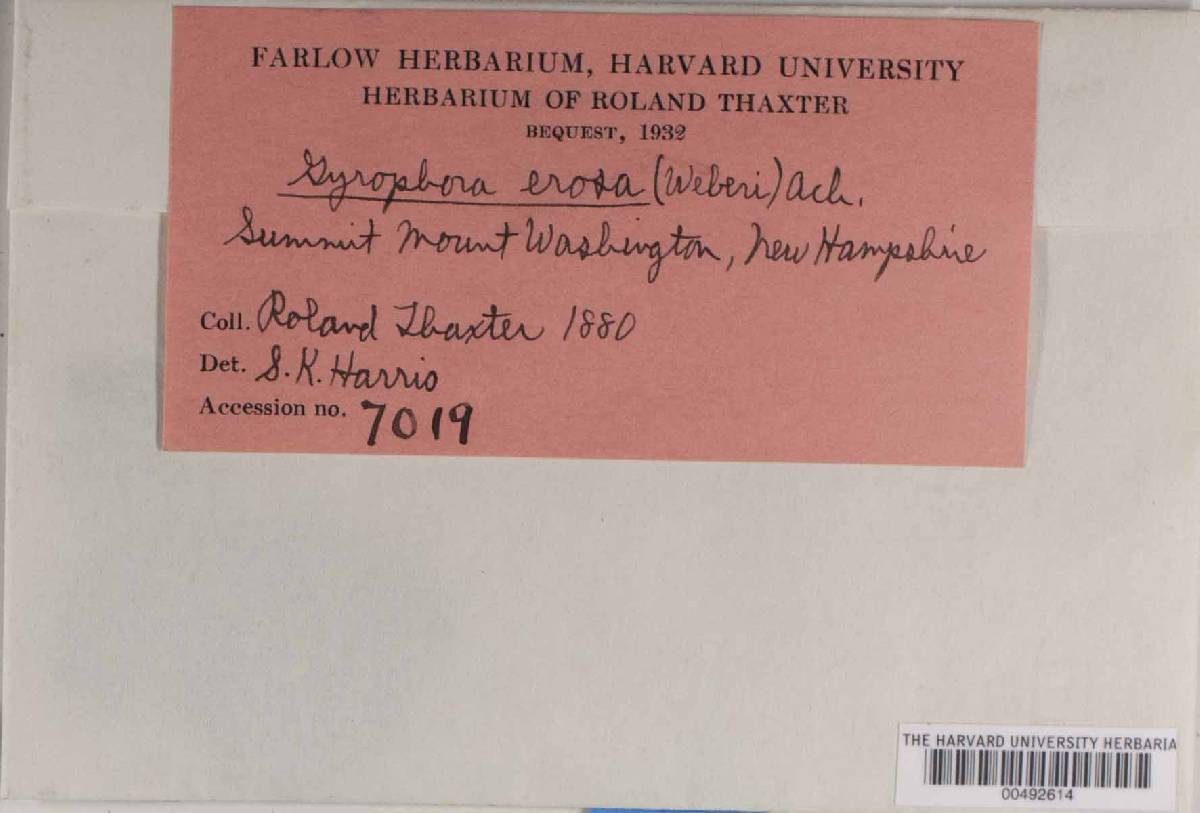 FARLOW HERBARIUM, HARVARD UNIVERSITY
HERBARIUM OF ROLAND THAXTER
BEQUEST, 1932
Gyrophora erosa (Weberi) Ach.
Summit Mount Washington, New Hampshire
Coll. Roland Thaxter 1880
Det. S. K. Harris
Accession no. 7019
THE HARVARD UNIVERSITY HERBARIA
00492614